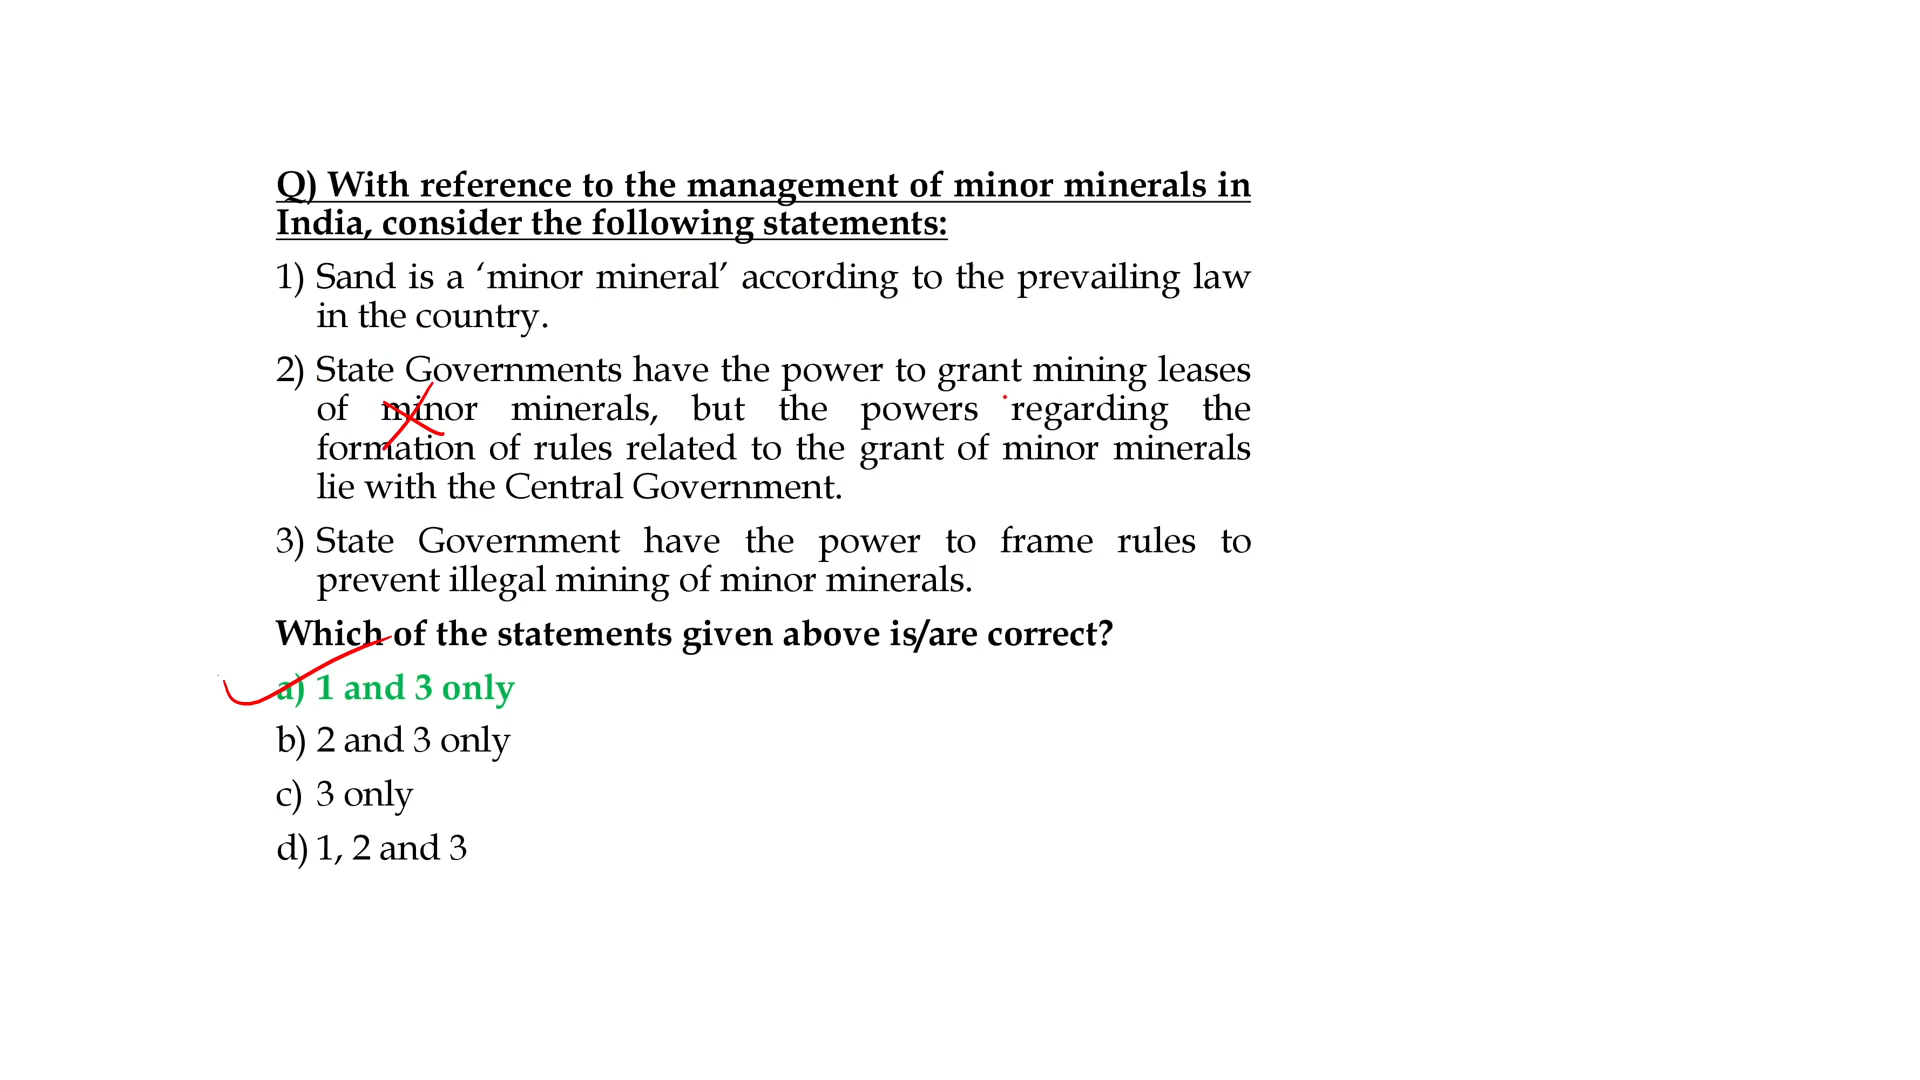 Q) With reference to the management of minor minerals in
India, consider the following statements:
1) Sand is a ‘minor mineral’ according to the prevailing law
in the country.
2) State Governments have the power to grant mining leases
of minor minerals, but the powers regarding the
formation of rules related to the grant of minor minerals
lie with the Central Government.
3) State Government have the power to frame rules to
prevent illegal mining of minor minerals.
Which of the statements given above is/are correct?
a) 1 and 3 only
b) 2 and 3 only
c) 3 only
d) 1, 2 and 3